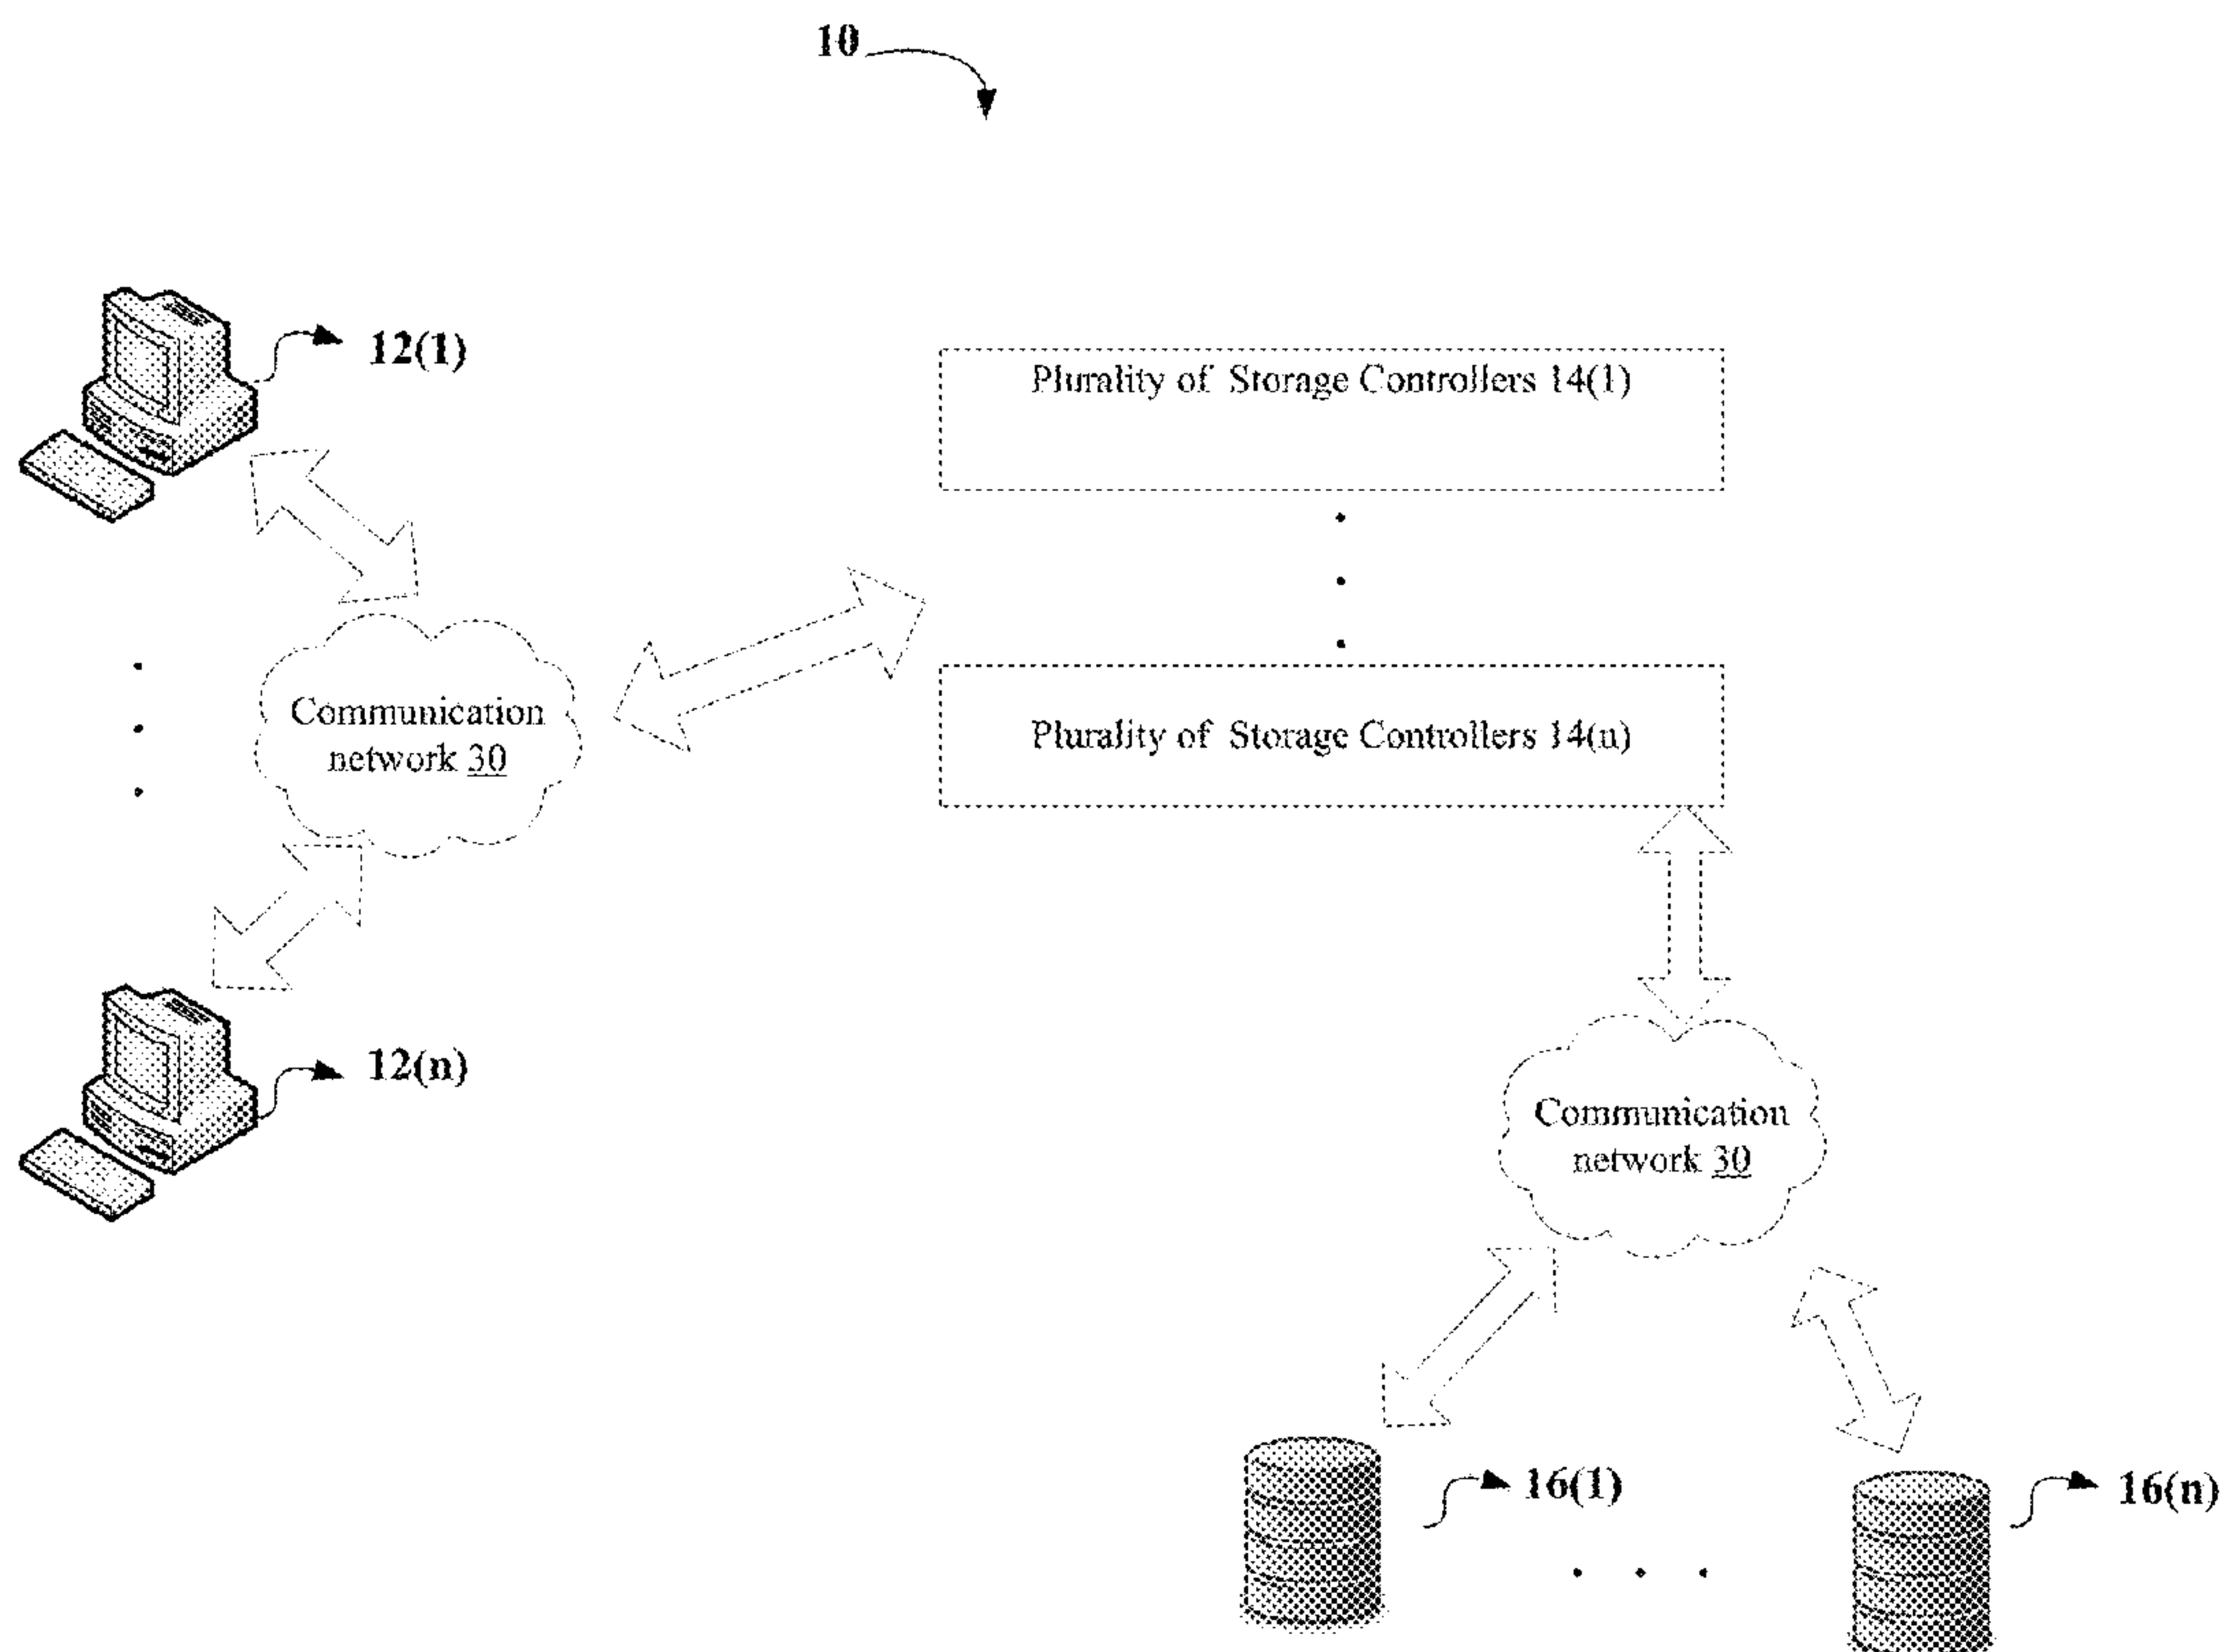 10
12(1)
Plurality of Storage Controllers 14(1)
Communication
network 30
Plurality of Storage Controllers 14(n)
12(n)
Communication
network 30
16(1)
16(n)